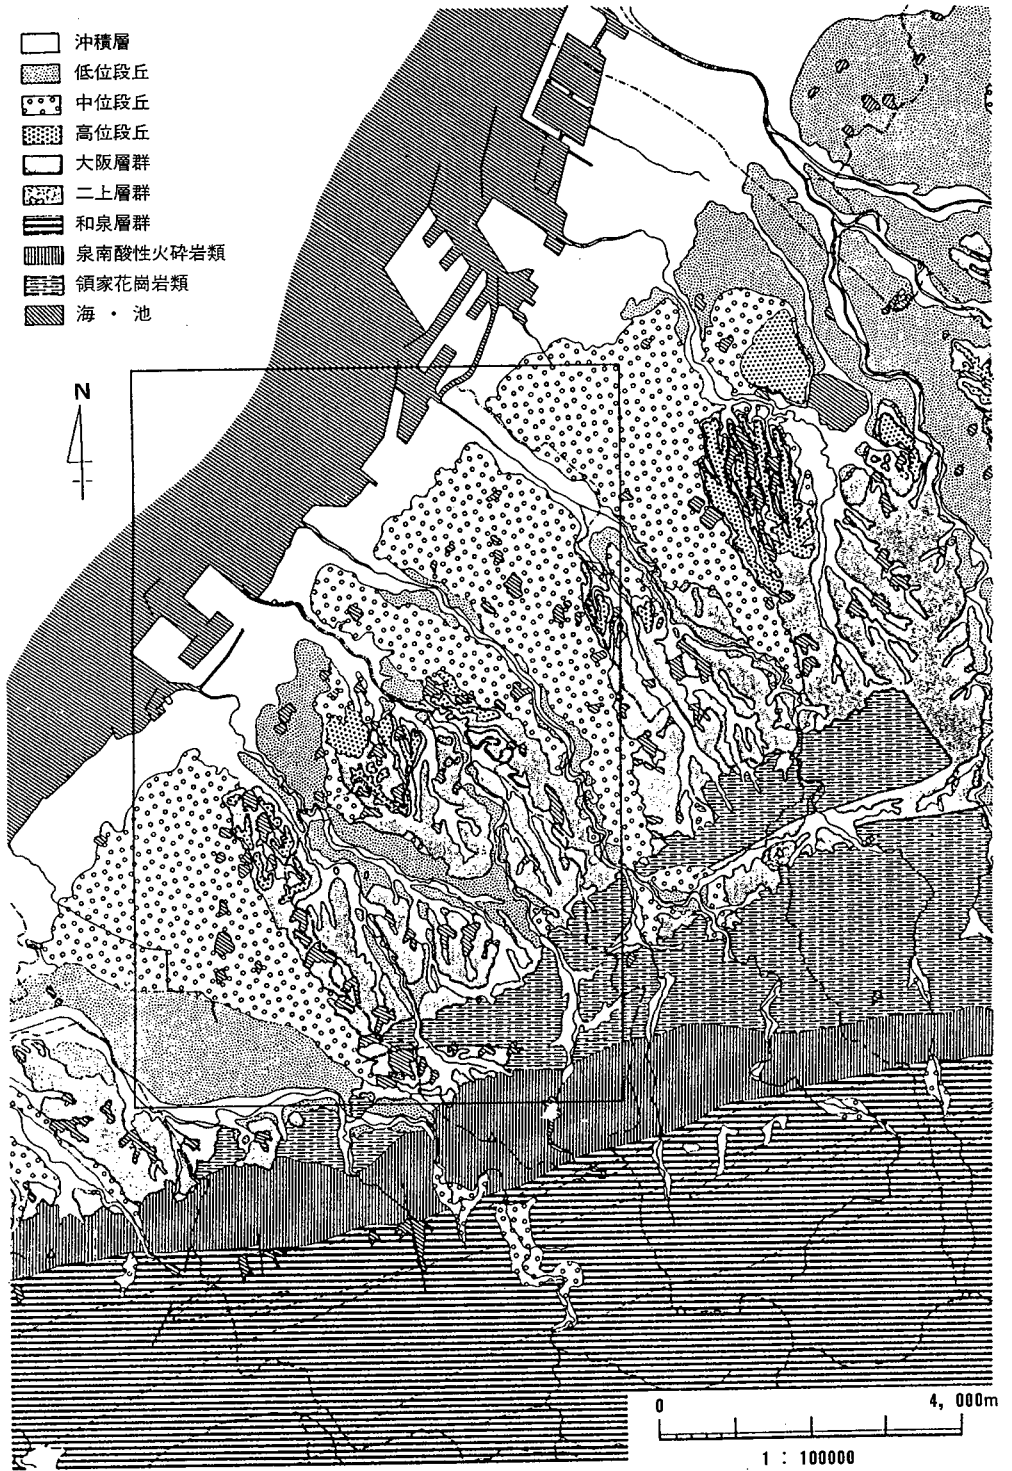 沖積層
低位段丘
中位段丘
高位段丘
大阪層群
二上層群
和泉層群
泉南酸性火砕岩類
領家花崗岩類
海・池
N
0 4,000m
1 : 100000